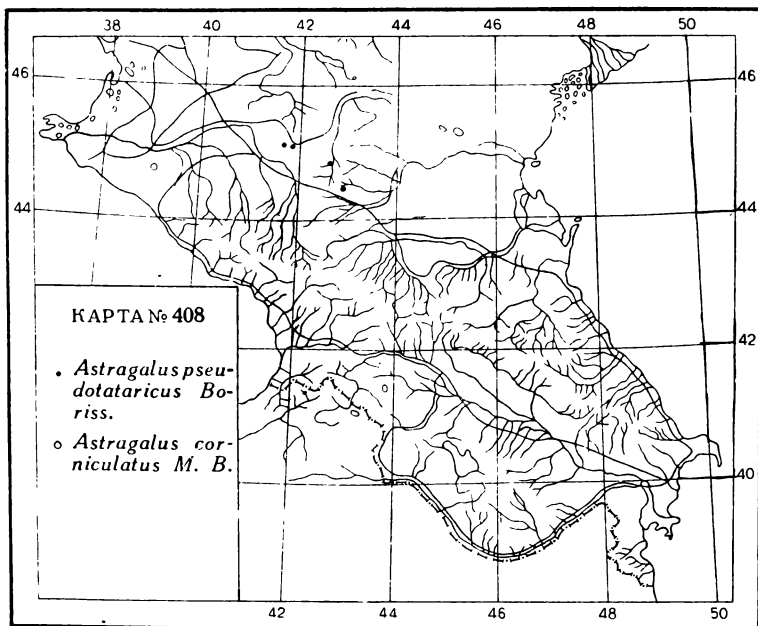 38 40 42 44 46 48 50
46 46
44 44
КАРТА № 408
• Astragalus pseu-
dotataricus Bo-
riss.
○ Astragalus cor-
niculatus M. B.
42
40
42 44 46 48 50